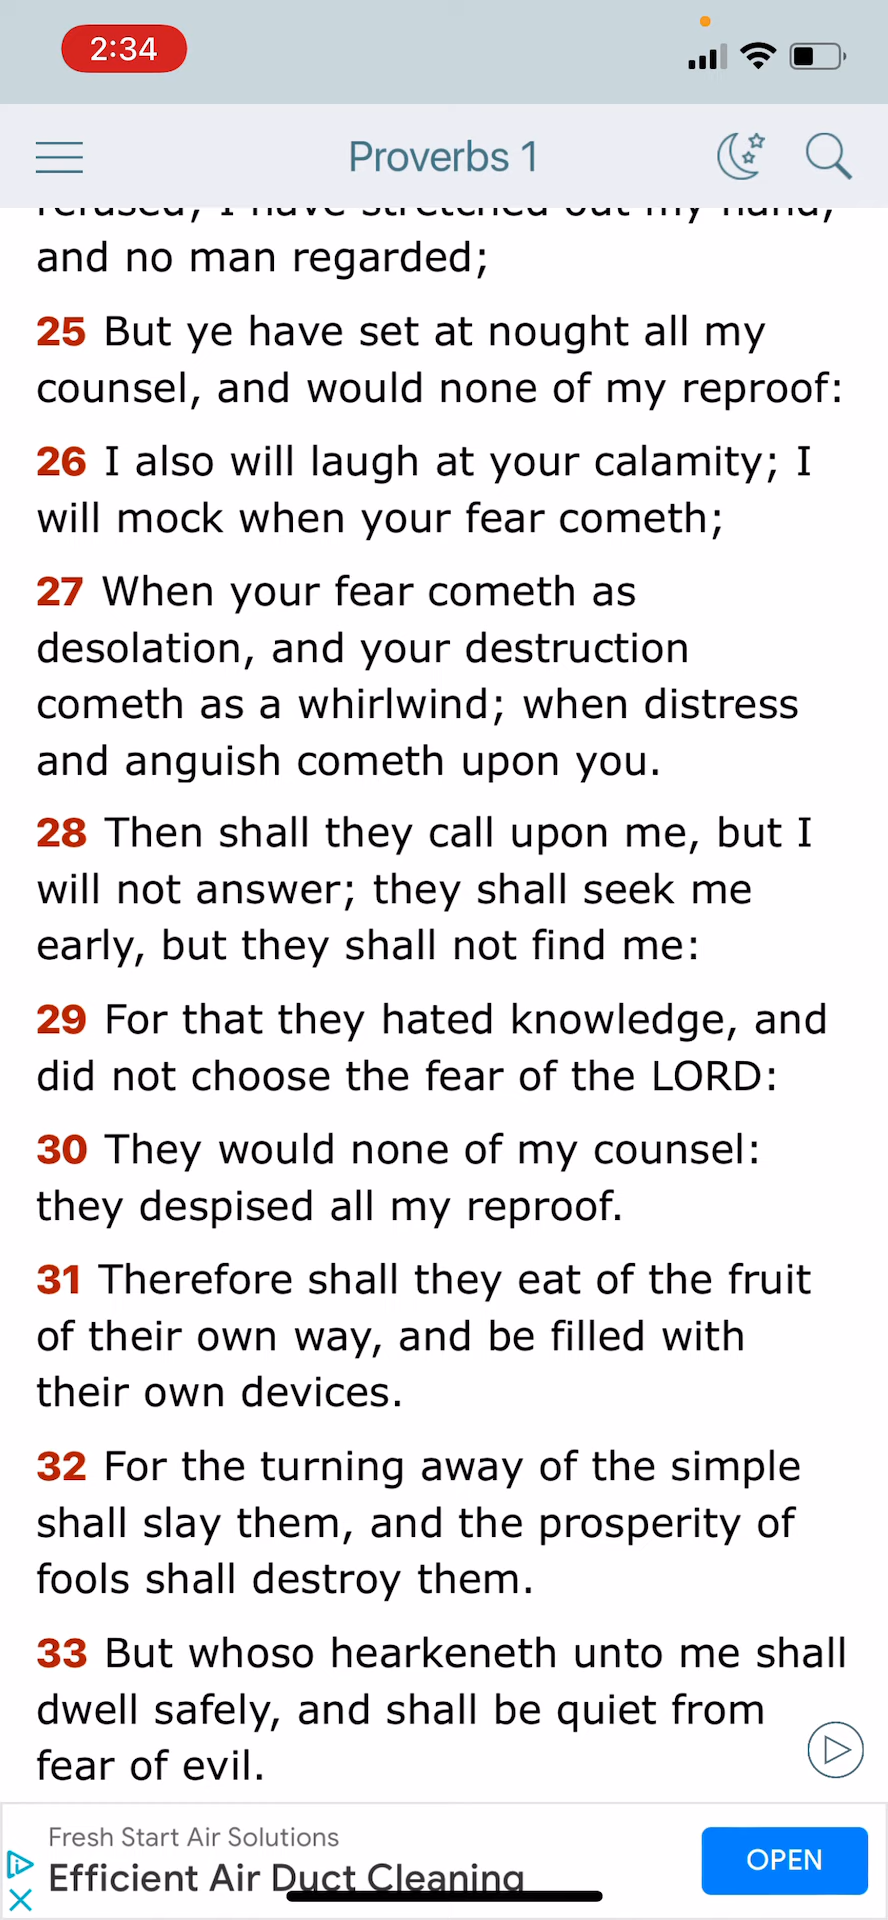 2:34
Proverbs 1
refused; I have stretched out my hand,
and no man regarded;
25 But ye have set at nought all my
counsel, and would none of my reproof:
26 I also will laugh at your calamity; I
will mock when your fear cometh;
27 When your fear cometh as
desolation, and your destruction
cometh as a whirlwind; when distress
and anguish cometh upon you.
28 Then shall they call upon me, but I
will not answer; they shall seek me
early, but they shall not find me:
29 For that they hated knowledge, and
did not choose the fear of the LORD:
30 They would none of my counsel:
they despised all my reproof.
31 Therefore shall they eat of the fruit
of their own way, and be filled with
their own devices.
32 For the turning away of the simple
shall slay them, and the prosperity of
fools shall destroy them.
33 But whoso hearkeneth unto me shall
dwell safely, and shall be quiet from
fear of evil.
Fresh Start Air Solutions
Efficient Air Duct Cleaning
OPEN